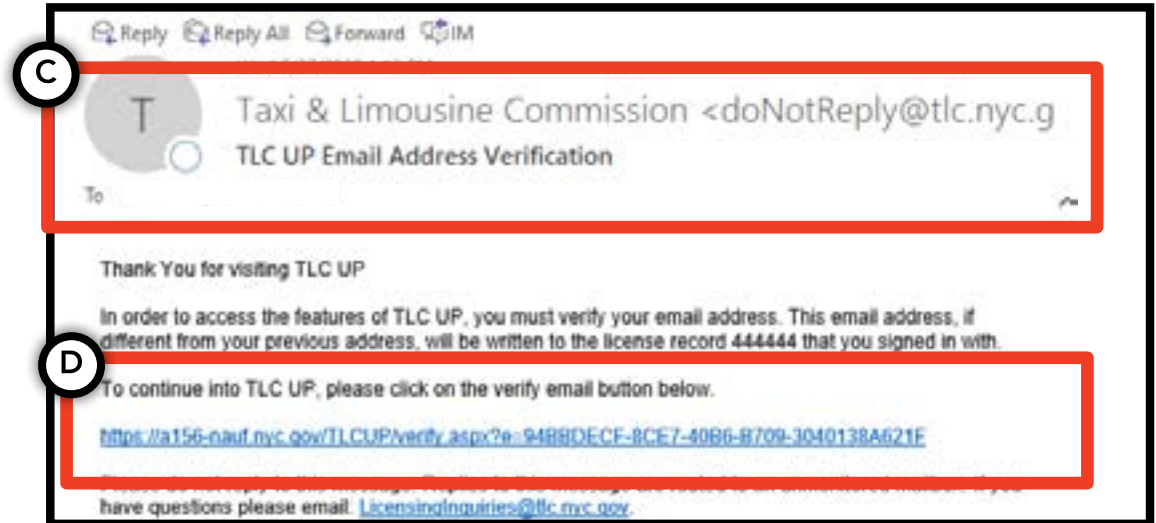 Reply Reply All Forward IM
C
T
Taxi & Limousine Commission <doNotReply@tlc.nyc.g
TLC UP Email Address Verification
To
Thank You for visiting TLC UP
In order to access the features of TLC UP, you must verify your email address. This email address, if
different from your previous address, will be written to the license record 444444 that you signed in with.
D
To continue into TLC UP, please click on the verify email button below.
https://a156-nauf.nyc.gov/TLCUP/verify.aspx?e=94BBDECF-8CE7-40B6-B709-3040138A621F
have questions please email: LicensingInquiries@tlc.nyc.gov.